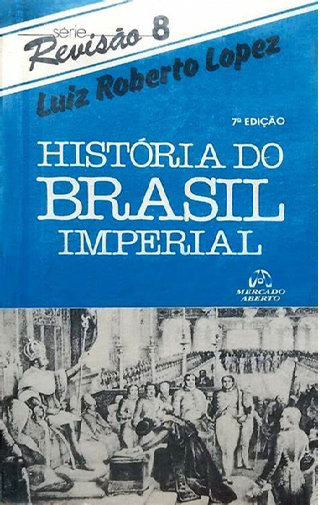 série
Revisão 8
Luiz Roberto Lopez
7ª EDIÇÃO
HISTÓRIA DO
BRASIL
IMPERIAL
MERCADO
ABERTO